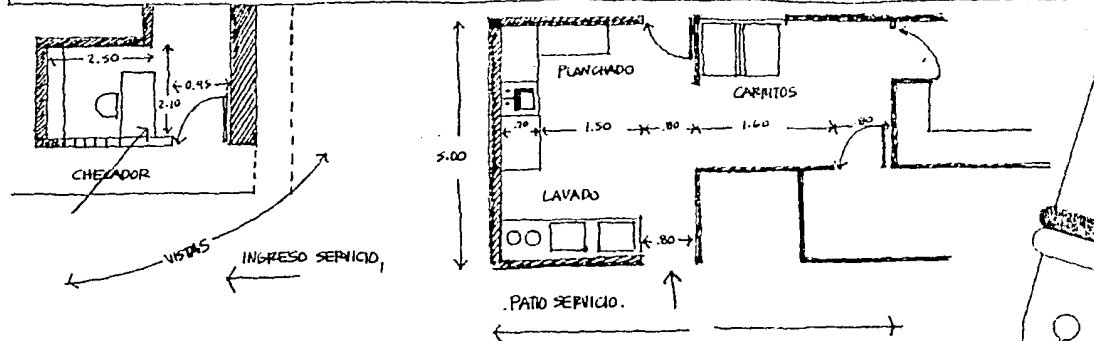 2.50
0.95
2.10
CHECADOR
VISTAS
INGRESO SERVICIO,
PLANCHADO
CARRITOS
.70 1.50 .80 1.60 .80
5.00
LAVADO
.80
.PATIO SERVICIO.